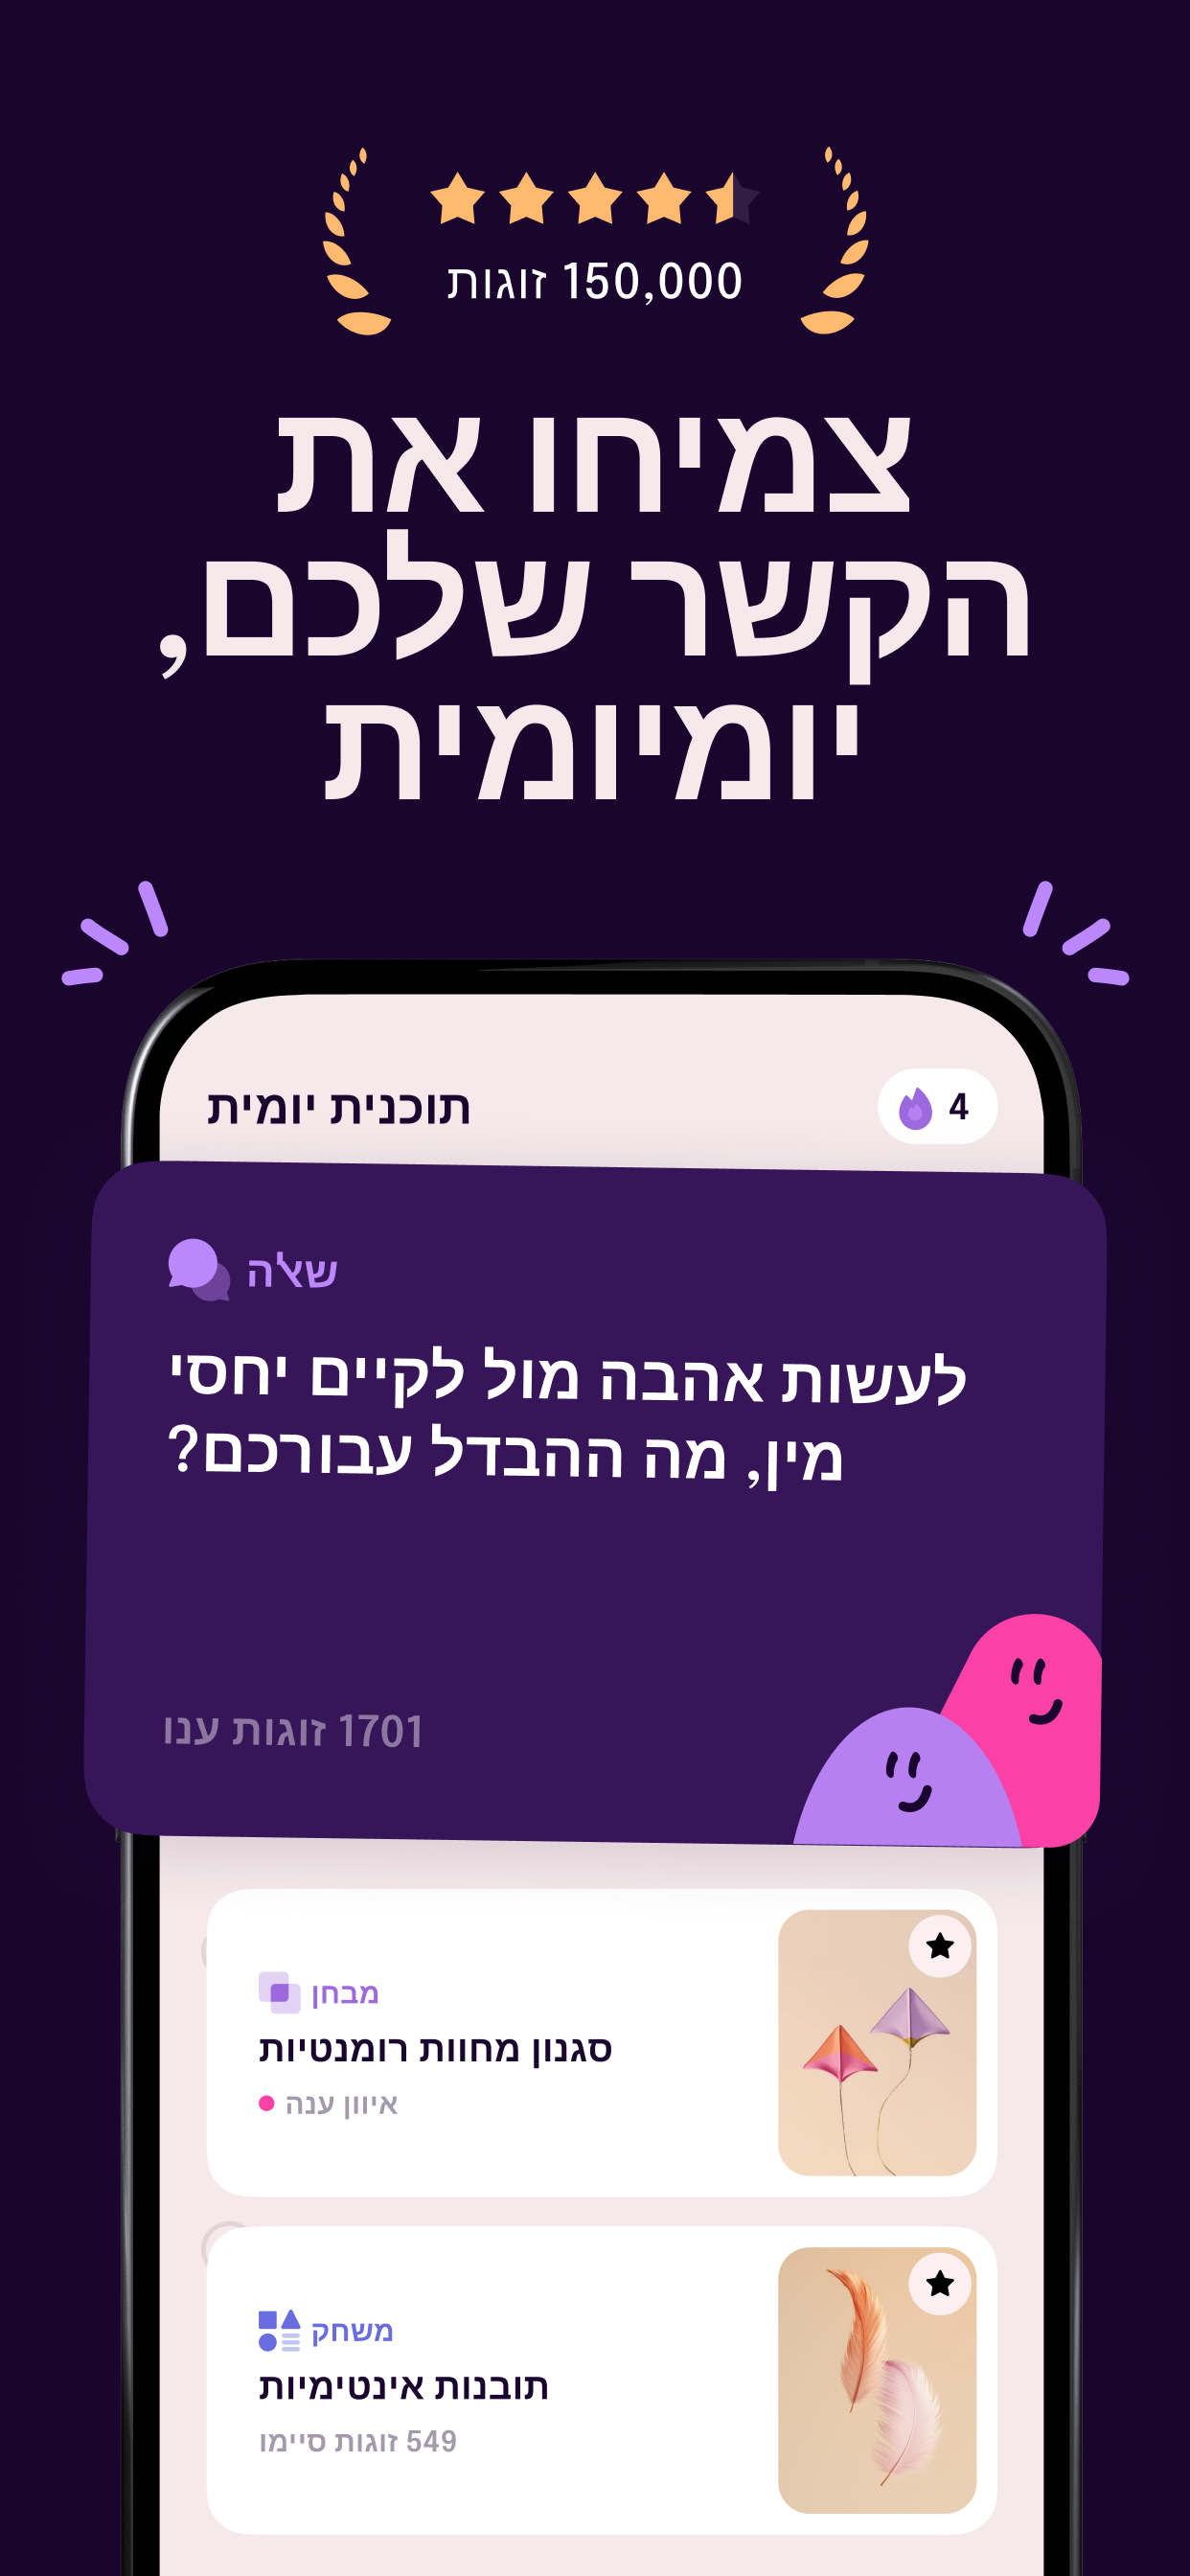 150,000 זוגות
צמיחו את
הקשר שלכם,
יומיומית
תוכנית יומית
4
שאלה
לעשות אהבה מול לקיים יחסי
מין, מה ההבדל עבורכם?
1701 זוגות ענו
מבחן
סגנון מחוות רומנטיות
איוון ענה
משחק
תובנות אינטימיות
549 זוגות סיימו